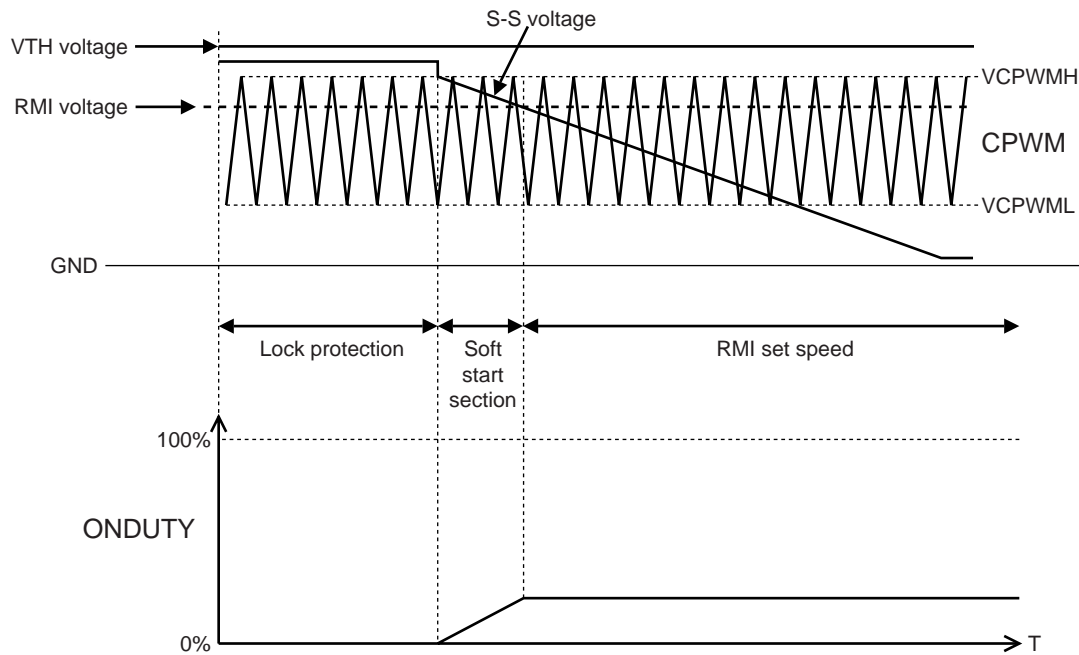 S-S voltage
VTH voltage
VCPWMH
RMI voltage
CPWM
VCPWML
GND
Lock protection
Soft
start
section
RMI set speed
100%
ONDUTY
0%
T